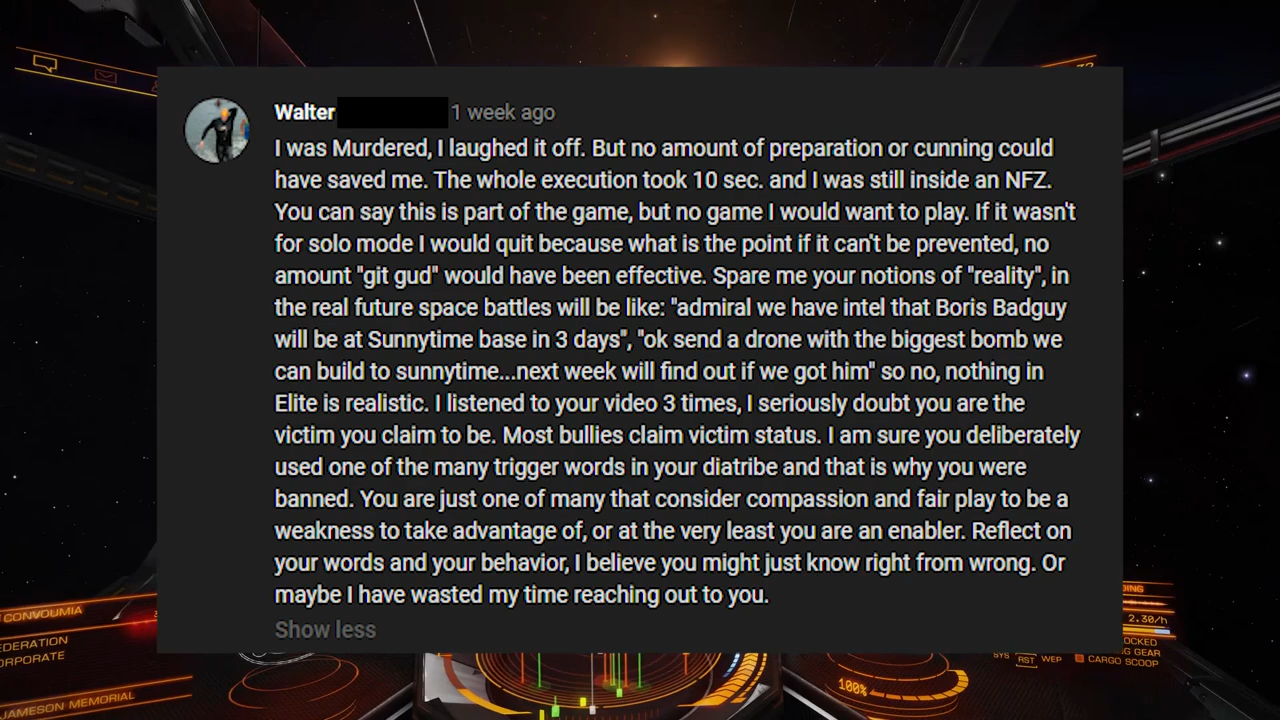 Walter 1 week ago
I was Murdered, I laughed it off. But no amount of preparation or cunning could
have saved me. The whole execution took 10 sec. and I was still inside an NFZ.
You can say this is part of the game, but no game I would want to play. If it wasn't
for solo mode I would quit because what is the point if it can't be prevented, no
amount "git gud" would have been effective. Spare me your notions of "reality", in
the real future space battles will be like: "admiral we have intel that Boris Badguy
will be at Sunnytime base in 3 days", "ok send a drone with the biggest bomb we
can build to sunnytime...next week will find out if we got him" so no, nothing in
Elite is realistic. I listened to your video 3 times, I seriously doubt you are the
victim you claim to be. Most bullies claim victim status. I am sure you deliberately
used one of the many trigger words in your diatribe and that is why you were
banned. You are just one of many that consider compassion and fair play to be a
weakness to take advantage of, or at the very least you are an enabler. Reflect on
your words and your behavior, I believe you might just know right from wrong. Or
maybe I have wasted my time reaching out to you.
Show less
CONVOUMIA
EDERATION
ORPORATE
JAMESON MEMORIAL
DING
2.30/h
OCKED
G GEAR
SYS RST WEP CARGO SCOOP
100%